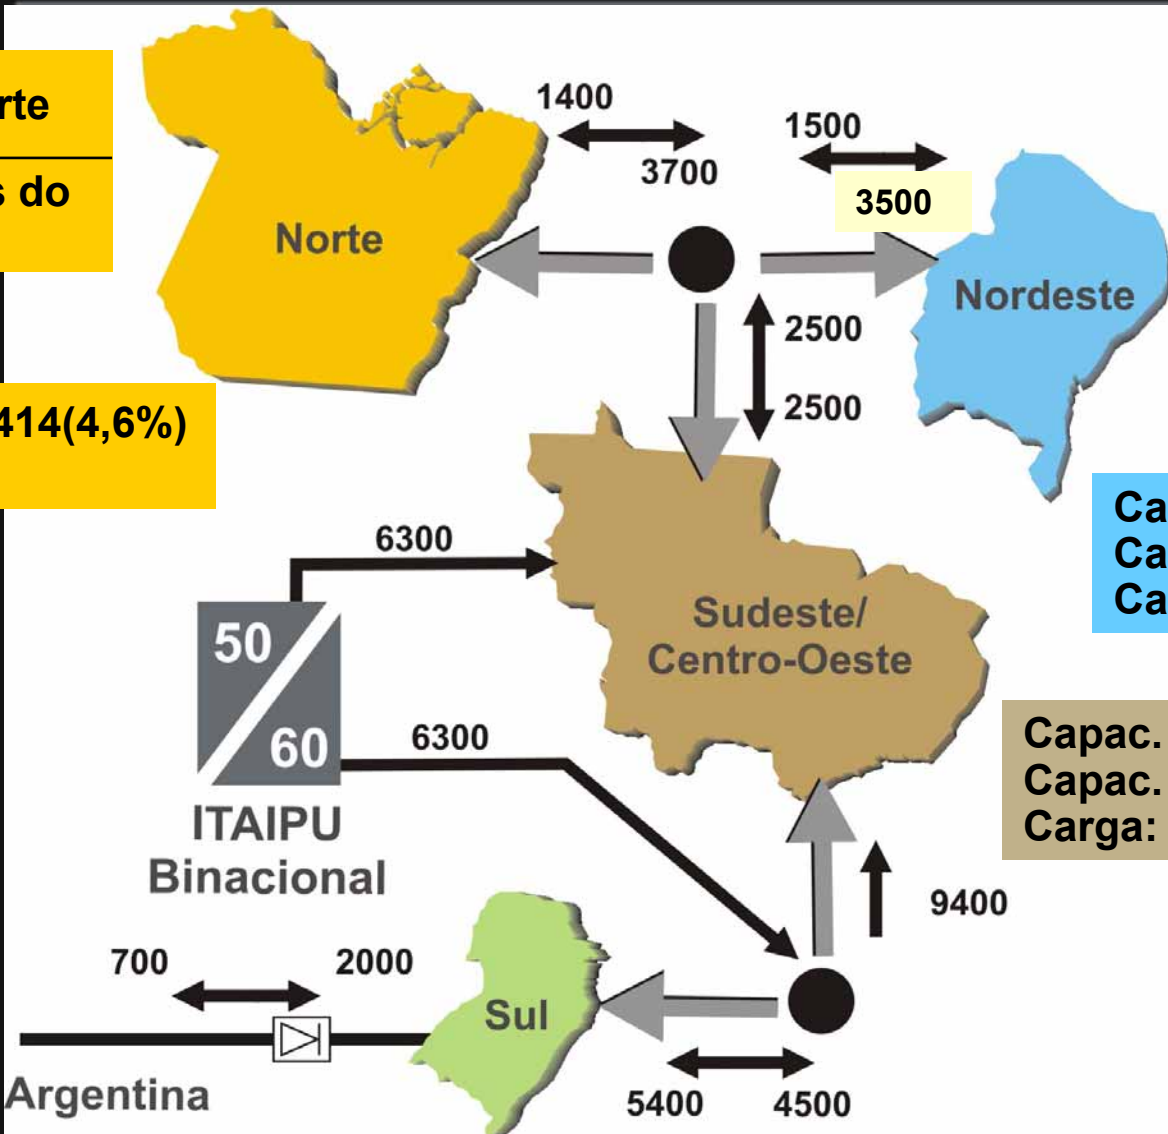 rte
s do
414(4,6%)
1400
3700
1500
3500
Norte
Nordeste
2500
2500
6300
Sudeste/
Centro-Oeste
50
60
6300
ITAIPU
Binacional
Ca
Ca
Ca
Capac.
Capac.
Carga:
9400
700
2000
Sul
Argentina
5400
4500